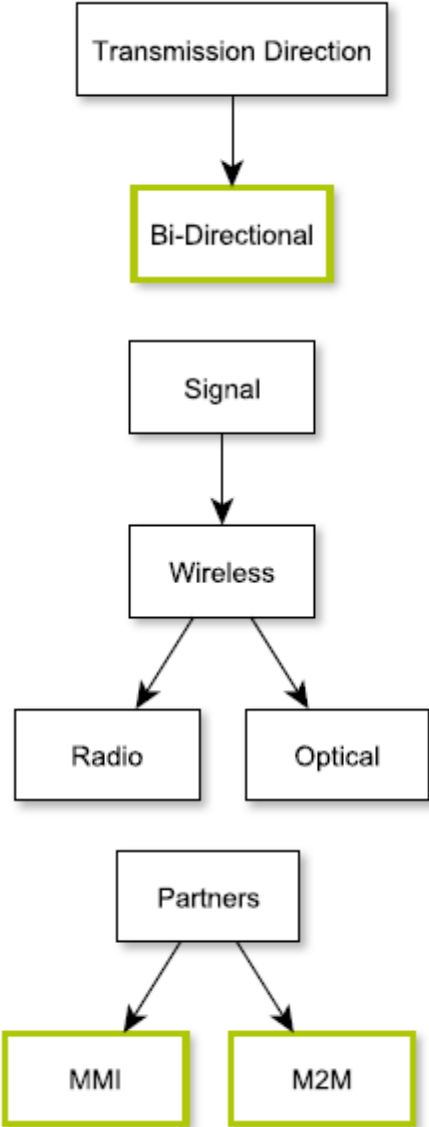 Transmission Direction
Bi-Directional
Signal
Wireless
Radio
Optical
Partners
MMI
M2M